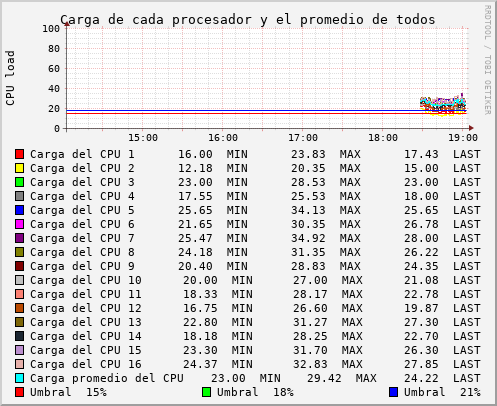 Carga de cada procesador y el promedio de todos
RRDTOOL / TOBI OETIKER
CPU load
100
80
60
40
20
0
15:00 16:00 17:00 18:00 19:00
Carga del CPU 1 16.00 MIN 23.83 MAX 17.43 LAST
Carga del CPU 2 12.18 MIN 20.35 MAX 15.00 LAST
Carga del CPU 3 23.00 MIN 28.53 MAX 23.00 LAST
Carga del CPU 4 17.55 MIN 25.53 MAX 18.00 LAST
Carga del CPU 5 25.65 MIN 34.13 MAX 25.65 LAST
Carga del CPU 6 21.65 MIN 30.35 MAX 26.78 LAST
Carga del CPU 7 25.47 MIN 34.92 MAX 28.00 LAST
Carga del CPU 8 24.18 MIN 31.35 MAX 26.22 LAST
Carga del CPU 9 20.40 MIN 28.83 MAX 24.35 LAST
Carga del CPU 10 20.00 MIN 27.00 MAX 21.08 LAST
Carga del CPU 11 18.33 MIN 28.17 MAX 22.78 LAST
Carga del CPU 12 16.75 MIN 26.60 MAX 19.87 LAST
Carga del CPU 13 22.80 MIN 31.27 MAX 27.30 LAST
Carga del CPU 14 18.18 MIN 28.25 MAX 22.70 LAST
Carga del CPU 15 23.30 MIN 31.70 MAX 26.30 LAST
Carga del CPU 16 24.37 MIN 32.83 MAX 27.85 LAST
Carga promedio del CPU 23.00 MIN 29.42 MAX 24.22 LAST
Umbral 15% Umbral 18% Umbral 21%